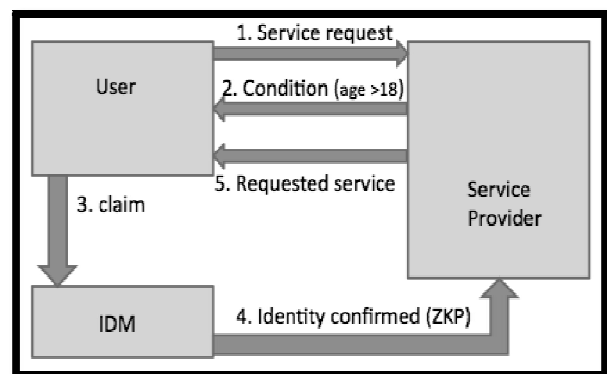 1. Service request
User
2. Condition (age >18)
5. Requested service
Service
Provider
3. claim
IDM
4. Identity confirmed (ZKP)